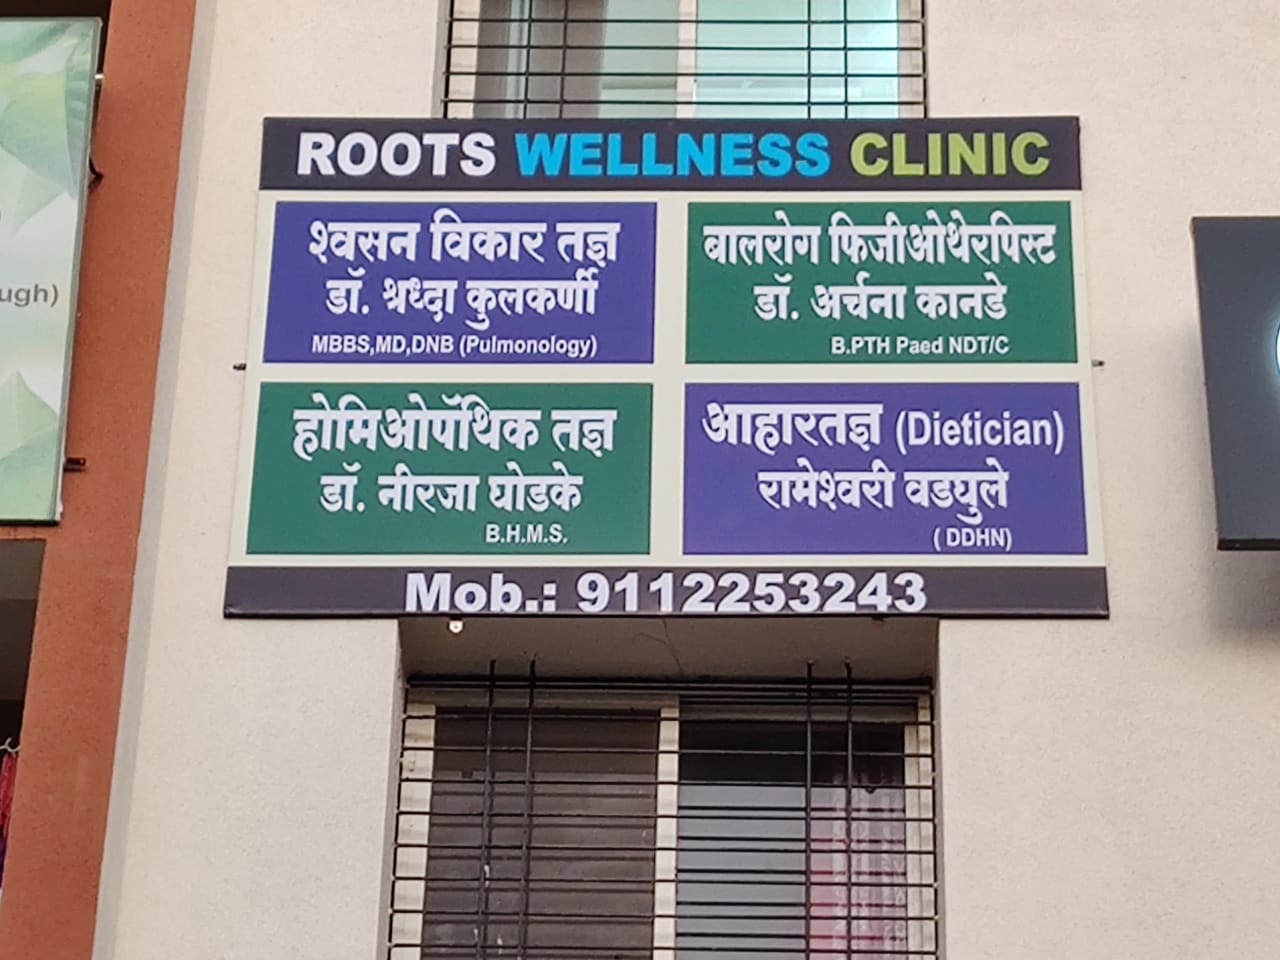 ROOTS WELLNESS CLINIC
श्वसन विकार तज्ञ
डॉ. श्रध्दा कुलकर्णी
MBBS,MD,DNB (Pulmonology)
बालरोग फिजीओथेरपिस्ट
डॉ. अर्चना कानडे
B.PTH Paed NDT/C
होमिओपॅथिक तज्ञ
डॉ. नीरजा घोडके
B.H.M.S.
आहारतज्ञ (Dietician)
रामेश्वरी वडघुले
( DDHN)
Mob.: 9112253243